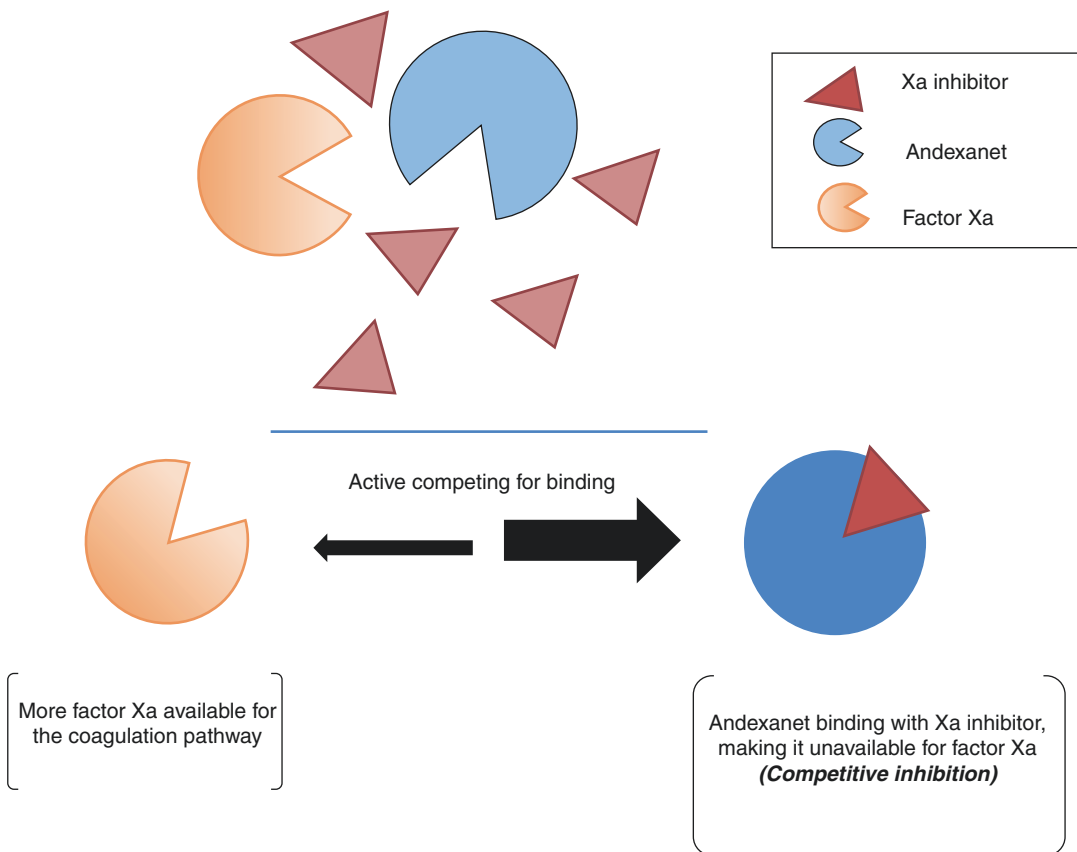 Xa inhibitor
Andexanet
Factor Xa
Active competing for binding
More factor Xa available for
the coagulation pathway
Andexanet binding with Xa inhibitor,
making it unavailable for factor Xa
(Competitive inhibition)